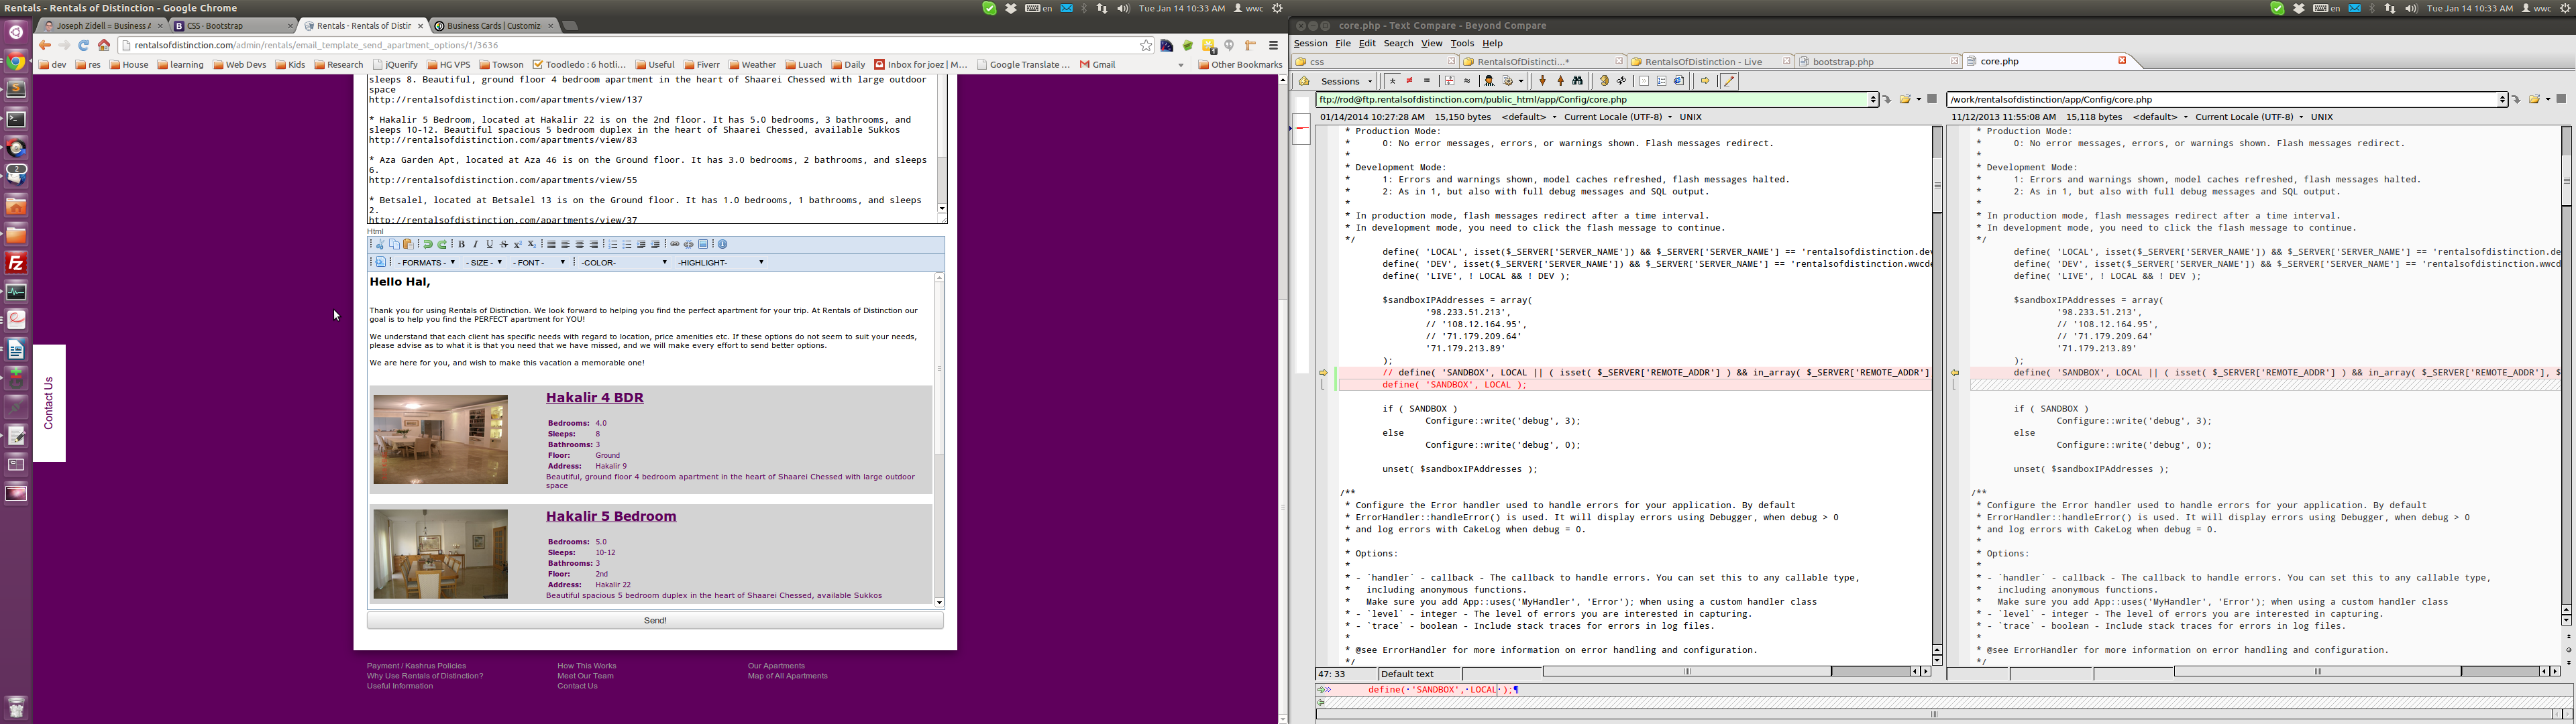 Rentals - Rentals of Distinction - Google Chrome
en
Tue Jan 14 10:33 AM
wwc
Joseph Zidell = Business A
CSS · Bootstrap
Rentals - Rentals of Distin
Business Cards | Customiz
rentalsofdistinction.com/admin/rentals/email_template_send_apartment_options/1/3636
dev
res
House
learning
Web Devs
Kids
Research
jQuerify
HG VPS
Towson
Toodledo : 6 hotli...
Useful
Fiverr
Weather
Luach
Daily
Inbox for joez | M...
Google Translate ...
Gmail
Other Bookmarks
sleeps 8. Beautiful, ground floor 4 bedroom apartment in the heart of Shaarei Chessed with large outdoor
space
http://rentalsofdistinction.com/apartments/view/137
* Hakalir 5 Bedroom, located at Hakalir 22 is on the 2nd floor. It has 5.0 bedrooms, 3 bathrooms, and
sleeps 10-12. Beautiful spacious 5 bedroom duplex in the heart of Shaarei Chessed, available Sukkos
http://rentalsofdistinction.com/apartments/view/83
* Aza Garden Apt, located at Aza 46 is on the Ground floor. It has 3.0 bedrooms, 2 bathrooms, and sleeps
6.
http://rentalsofdistinction.com/apartments/view/55
* Betsalel, located at Betsalel 13 is on the Ground floor. It has 1.0 bedrooms, 1 bathrooms, and sleeps
2.
http://rentalsofdistinction.com/apartments/view/37
Html
- FORMATS -
- SIZE -
- FONT -
-COLOR-
-HIGHLIGHT-
Hello Hal,
Thank you for using Rentals of Distinction. We look forward to helping you find the perfect apartment for your trip. At Rentals of Distinction our
goal is to help you find the PERFECT apartment for YOU!
We understand that each client has specific needs with regard to location, price amenities etc. If these options do not seem to suit your needs,
please advise as to what it is that you need that we have missed, and we will make every effort to send better options.
We are here for you, and wish to make this vacation a memorable one!
Hakalir 4 BDR
Bedrooms: 4.0
Sleeps: 8
Bathrooms: 3
Floor: Ground
Address: Hakalir 9
Beautiful, ground floor 4 bedroom apartment in the heart of Shaarei Chessed with large outdoor
space
Hakalir 5 Bedroom
Bedrooms: 5.0
Sleeps: 10-12
Bathrooms: 3
Floor: 2nd
Address: Hakalir 22
Beautiful spacious 5 bedroom duplex in the heart of Shaarei Chessed, available Sukkos
Send!
Contact Us
Payment / Kashrus Policies
Why Use Rentals of Distinction?
Useful Information
How This Works
Meet Our Team
Contact Us
Our Apartments
Map of All Apartments
core.php - Text Compare - Beyond Compare
en
Tue Jan 14 10:33 AM
wwc
Session File Edit Search View Tools Help
css
RentalsOfDistincti...*
RentalsOfDistinction - Live
bootstrap.php
core.php
Sessions
ftp://rod@ftp.rentalsofdistinction.com/public_html/app/Config/core.php
01/14/2014 10:27:28 AM 15,150 bytes <default> Current Locale (UTF-8) UNIX
* Production Mode:
* 0: No error messages, errors, or warnings shown. Flash messages redirect.
*
* Development Mode:
* 1: Errors and warnings shown, model caches refreshed, flash messages halted.
* 2: As in 1, but also with full debug messages and SQL output.
*
* In production mode, flash messages redirect after a time interval.
* In development mode, you need to click the flash message to continue.
*/
define( 'LOCAL', isset($_SERVER['SERVER_NAME']) && $_SERVER['SERVER_NAME'] == 'rentalsofdistinction.dev
define( 'DEV', isset($_SERVER['SERVER_NAME']) && $_SERVER['SERVER_NAME'] == 'rentalsofdistinction.wwcde
define( 'LIVE', ! LOCAL && ! DEV );
$sandboxIPAddresses = array(
'98.233.51.213',
// '108.12.164.95',
// '71.179.209.64'
'71.179.213.89'
);
// define( 'SANDBOX', LOCAL || ( isset( $_SERVER['REMOTE_ADDR'] ) && in_array( $_SERVER['REMOTE_ADDR']
define( 'SANDBOX', LOCAL );
if ( SANDBOX )
Configure::write('debug', 3);
else
Configure::write('debug', 0);
unset( $sandboxIPAddresses );
/**
* Configure the Error handler used to handle errors for your application. By default
* ErrorHandler::handleError() is used. It will display errors using Debugger, when debug > 0
* and log errors with CakeLog when debug = 0.
*
* Options:
*
* - `handler` - callback - The callback to handle errors. You can set this to any callable type,
* including anonymous functions.
* Make sure you add App::uses('MyHandler', 'Error'); when using a custom handler class
* - `level` - integer - The level of errors you are interested in capturing.
* - `trace` - boolean - Include stack traces for errors in log files.
*
* @see ErrorHandler for more information on error handling and configuration.
*/
47: 33
Default text
define( 'SANDBOX', LOCAL );¶
/work/rentalsofdistinction/app/Config/core.php
11/12/2013 11:55:08 AM 15,118 bytes <default> Current Locale (UTF-8) UNIX
* Production Mode:
* 0: No error messages, errors, or warnings shown. Flash messages redirect.
*
* Development Mode:
* 1: Errors and warnings shown, model caches refreshed, flash messages halted.
* 2: As in 1, but also with full debug messages and SQL output.
*
* In production mode, flash messages redirect after a time interval.
* In development mode, you need to click the flash message to continue.
*/
define( 'LOCAL', isset($_SERVER['SERVER_NAME']) && $_SERVER['SERVER_NAME'] == 'rentalsofdistinction.de
define( 'DEV', isset($_SERVER['SERVER_NAME']) && $_SERVER['SERVER_NAME'] == 'rentalsofdistinction.wwcd
define( 'LIVE', ! LOCAL && ! DEV );
$sandboxIPAddresses = array(
'98.233.51.213',
// '108.12.164.95',
// '71.179.209.64'
'71.179.213.89'
);
define( 'SANDBOX', LOCAL || ( isset( $_SERVER['REMOTE_ADDR'] ) && in_array( $_SERVER['REMOTE_ADDR'], $
if ( SANDBOX )
Configure::write('debug', 3);
else
Configure::write('debug', 0);
unset( $sandboxIPAddresses );
/**
* Configure the Error handler used to handle errors for your application. By default
* ErrorHandler::handleError() is used. It will display errors using Debugger, when debug > 0
* and log errors with CakeLog when debug = 0.
*
* Options:
*
* - `handler` - callback - The callback to handle errors. You can set this to any callable type,
* including anonymous functions.
* Make sure you add App::uses('MyHandler', 'Error'); when using a custom handler class
* - `level` - integer - The level of errors you are interested in capturing.
* - `trace` - boolean - Include stack traces for errors in log files.
*
* @see ErrorHandler for more information on error handling and configuration.
*/